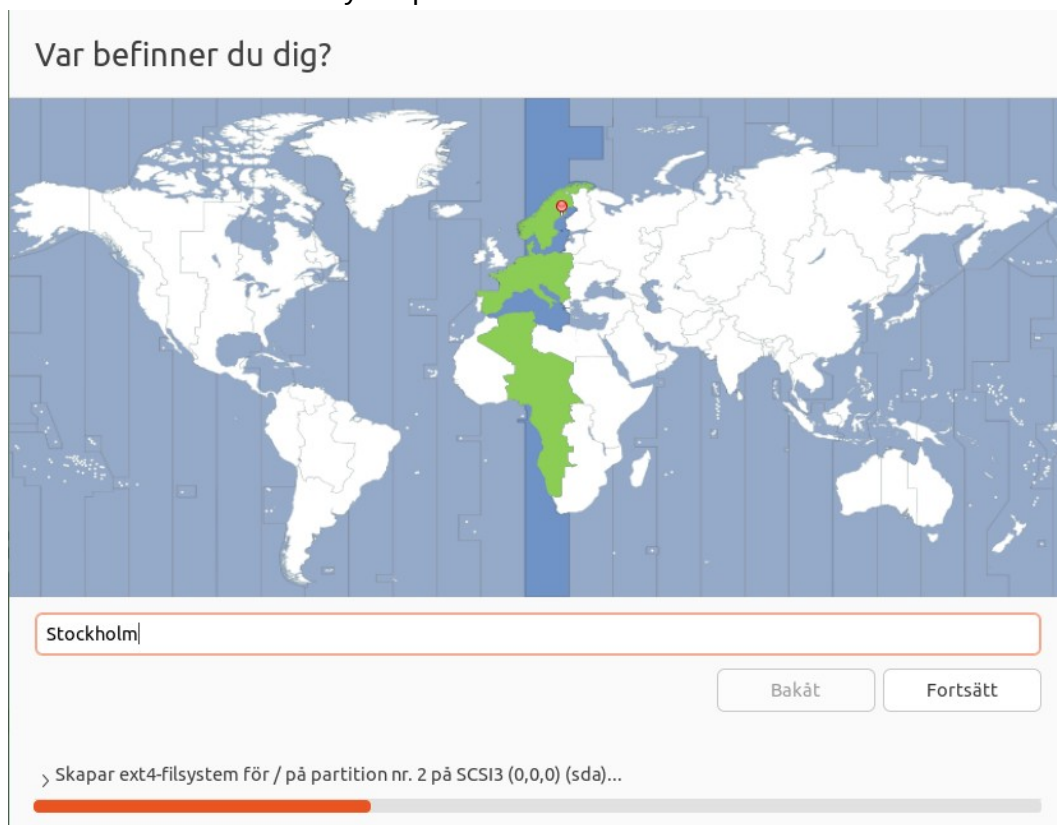 Var befinner du dig?
Stockholm
Bakåt
Fortsätt
Skapar ext4-filsystem för / på partition nr. 2 på SCSI3 (0,0,0) (sda)...